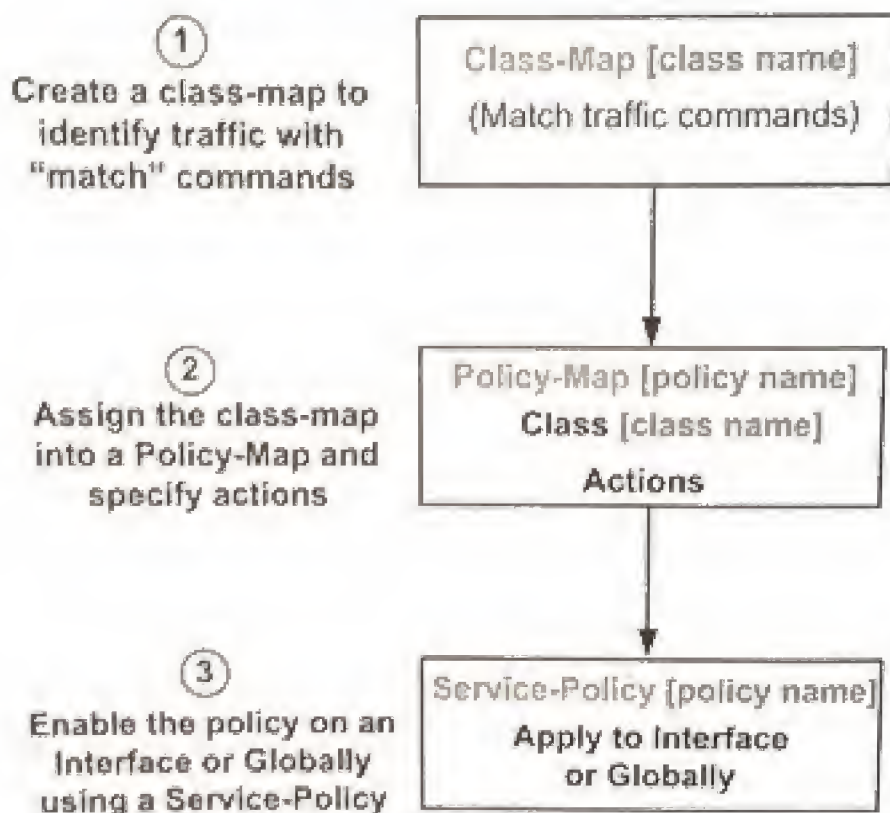 1
Create a class-map to
identify traffic with
"match" commands
Class-Map [class name]
(Match traffic commands)
2
Assign the class-map
into a Policy-Map and
specify actions
Policy-Map [policy name]
Class [class name]
Actions
3
Enable the policy on an
Interface or Globally
using a Service-Policy
Service-Policy [policy name]
Apply to Interface
or Globally